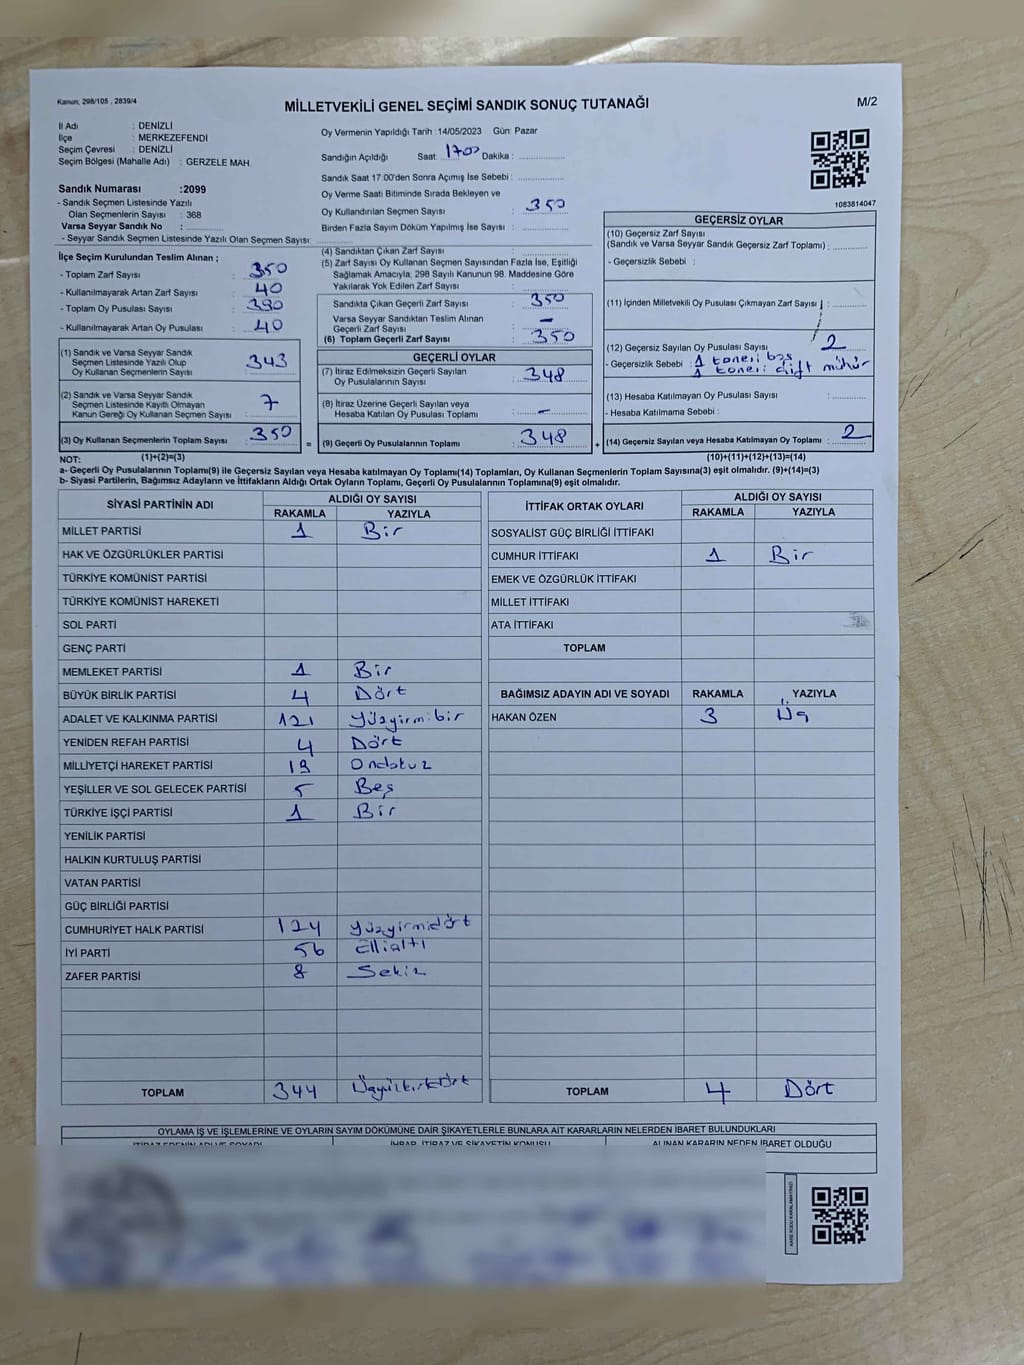 Kanun; 298/105 , 2839/4
MİLLETVEKİLİ GENEL SEÇİMİ SANDIK SONUÇ TUTANAĞI
M/2
İl Adı : DENİZLİ
İlçe : MERKEZEFENDİ
Seçim Çevresi : DENİZLİ
Seçim Bölgesi (Mahalle Adı) : GERZELE MAH.
Sandık Numarası :2099
- Sandık Seçmen Listesinde Yazılı
Olan Seçmenlerin Sayısı : 368
Varsa Seyyar Sandık No :
- Seyyar Sandık Seçmen Listesinde Yazılı Olan Seçmen Sayısı:
Oy Vermenin Yapıldığı Tarih :14/05/2023 Gün: Pazar
Sandığın Açıldığı Saat: 1700 Dakika :
Sandık Saat 17:00'den Sonra Açımış İse Sebebi :
Oy Verme Saati Bitiminde Sırada Bekleyen ve
Oy Kullandırılan Seçmen Sayısı : 350
Birden Fazla Sayım Döküm Yapılmış İse Sayısı :
1083814047
İlçe Seçim Kurulundan Teslim Alınan ;
- Toplam Zarf Sayısı : 350
- Kullanılmayarak Artan Zarf Sayısı : 40
- Toplam Oy Pusulası Sayısı : 390
- Kullanılmayarak Artan Oy Pusulası : 40
(1) Sandık ve Varsa Seyyar Sandık
Seçmen Listesinde Yazılı Olup
Oy Kullanan Seçmenlerin Sayısı : 343
(2) Sandık ve Varsa Seyyar Sandık
Seçmen Listesinde Kayıtlı Olmayan
Kanun Gereği Oy Kullanan Seçmen Sayısı : 7
(3) Oy Kullanan Seçmenlerin Toplam Sayısı : 350
(4) Sandıktan Çıkan Zarf Sayısı :
(5) Zarf Sayısı Oy Kullanan Seçmen Sayısından Fazla İse, Eşitliği
Sağlamak Amacıyla, 298 Sayılı Kanunun 98. Maddesine Göre
Yakılarak Yok Edilen Zarf Sayısı :
Sandıkta Çıkan Geçerli Zarf Sayısı : 350
Varsa Seyyar Sandıktan Teslim Alınan
Geçerli Zarf Sayısı : -
(6) Toplam Geçerli Zarf Sayısı : 350
GEÇERLİ OYLAR
(7) İtiraz Edilmeksizin Geçerli Sayılan
Oy Pusulalarının Sayısı : 348
(8) İtiraz Üzerine Geçerli Sayılan veya
Hesaba Katılan Oy Pusulası Toplamı : -
= (9) Geçerli Oy Pusulalarının Toplamı : 348 +
GEÇERSİZ OYLAR
(10) Geçersiz Zarf Sayısı
(Sandık ve Varsa Seyyar Sandık Geçersiz Zarf Toplamı) :
- Geçersizlik Sebebi :
(11) İçinden Milletvekili Oy Pusulası Çıkmayan Zarf Sayısı :
(12) Geçersiz Sayılan Oy Pusulası Sayısı : 2
- Geçersizlik Sebebi : 1 tanesi boş
1 tanesi çift mühür
(13) Hesaba Katılmayan Oy Pusulası Sayısı :
- Hesaba Katılmama Sebebi :
(14) Geçersiz Sayılan veya Hesaba Katılmayan Oy Toplamı : 2
NOT: (1)+(2)=(3) (10)+(11)+(12)+(13)=(14)
a- Geçerli Oy Pusulalarının Toplamı(9) ile Geçersiz Sayılan veya Hesaba katılmayan Oy Toplamı(14) Toplamları, Oy Kullanan Seçmenlerin Toplam Sayısına(3) eşit olmalıdır. (9)+(14)=(3)
b- Siyasi Partilerin, Bağımsız Adayların ve İttifakların Aldığı Ortak Oyların Toplamı, Geçerli Oy Pusulalarının Toplamına(9) eşit olmalıdır.
SİYASİ PARTİNİN ADI ALDIĞI OY SAYISI
RAKAMLA YAZIYLA
MİLLET PARTİSİ 1 Bir
HAK VE ÖZGÜRLÜKLER PARTİSİ
TÜRKİYE KOMÜNİST PARTİSİ
TÜRKİYE KOMÜNİST HAREKETİ
SOL PARTİ
GENÇ PARTİ
MEMLEKET PARTİSİ 1 Bir
BÜYÜK BİRLİK PARTİSİ 4 Dört
ADALET VE KALKINMA PARTİSİ 121 Yüzyirmibir
YENİDEN REFAH PARTİSİ 4 Dört
MİLLİYETÇİ HAREKET PARTİSİ 19 Ondokuz
YEŞİLLER VE SOL GELECEK PARTİSİ 5 Beş
TÜRKİYE İŞÇİ PARTİSİ 1 Bir
YENİLİK PARTİSİ
HALKIN KURTULUŞ PARTİSİ
VATAN PARTİSİ
GÜÇ BİRLİĞİ PARTİSİ
CUMHURİYET HALK PARTİSİ 124 Yüzyirmidört
İYİ PARTİ 56 Ellialtı
ZAFER PARTİSİ 8 Sekiz
TOPLAM 344 Üçyüzkırkdört
İTTİFAK ORTAK OYLARI ALDIĞI OY SAYISI
RAKAMLA YAZIYLA
SOSYALİST GÜÇ BİRLİĞİ İTTİFAKI
CUMHUR İTTİFAKI 1 Bir
EMEK VE ÖZGÜRLÜK İTTİFAKI
MİLLET İTTİFAKI
ATA İTTİFAKI
TOPLAM
BAĞIMSIZ ADAYIN ADI VE SOYADI RAKAMLA YAZIYLA
HAKAN ÖZEN 3 Üç
TOPLAM 4 Dört
OYLAMA İŞ VE İŞLEMLERİNE VE OYLARIN SAYIM DÖKÜMÜNE DAİR ŞİKAYETLERLE BUNLARA AİT KARARLARIN NELERDEN İBARET BULUNDUKLARI
İTİRAZ EDENİN ADI VE SOYADI İHBAR, İTİRAZ VE ŞİKAYETİN KONUSU ALINAN KARARIN NEDEN İBARET OLDUĞU